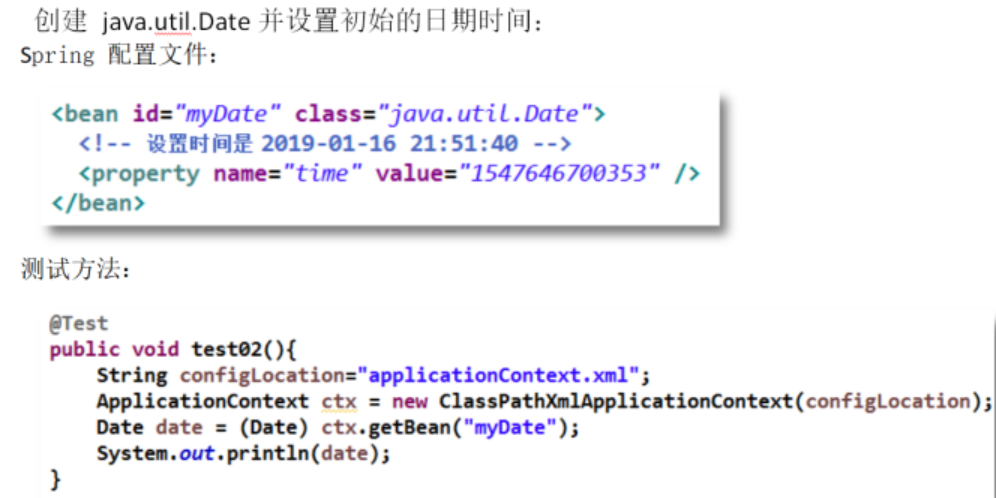 创建 java.util.Date 并设置初始的日期时间：
Spring 配置文件：
<bean id="myDate" class="java.util.Date">
<!-- 设置时间是 2019-01-16 21:51:40 -->
<property name="time" value="1547646700353" />
</bean>
测试方法：
@Test
public void test02(){
String configLocation="applicationContext.xml";
ApplicationContext ctx = new ClassPathXmlApplicationContext(configLocation);
Date date = (Date) ctx.getBean("myDate");
System.out.println(date);
}